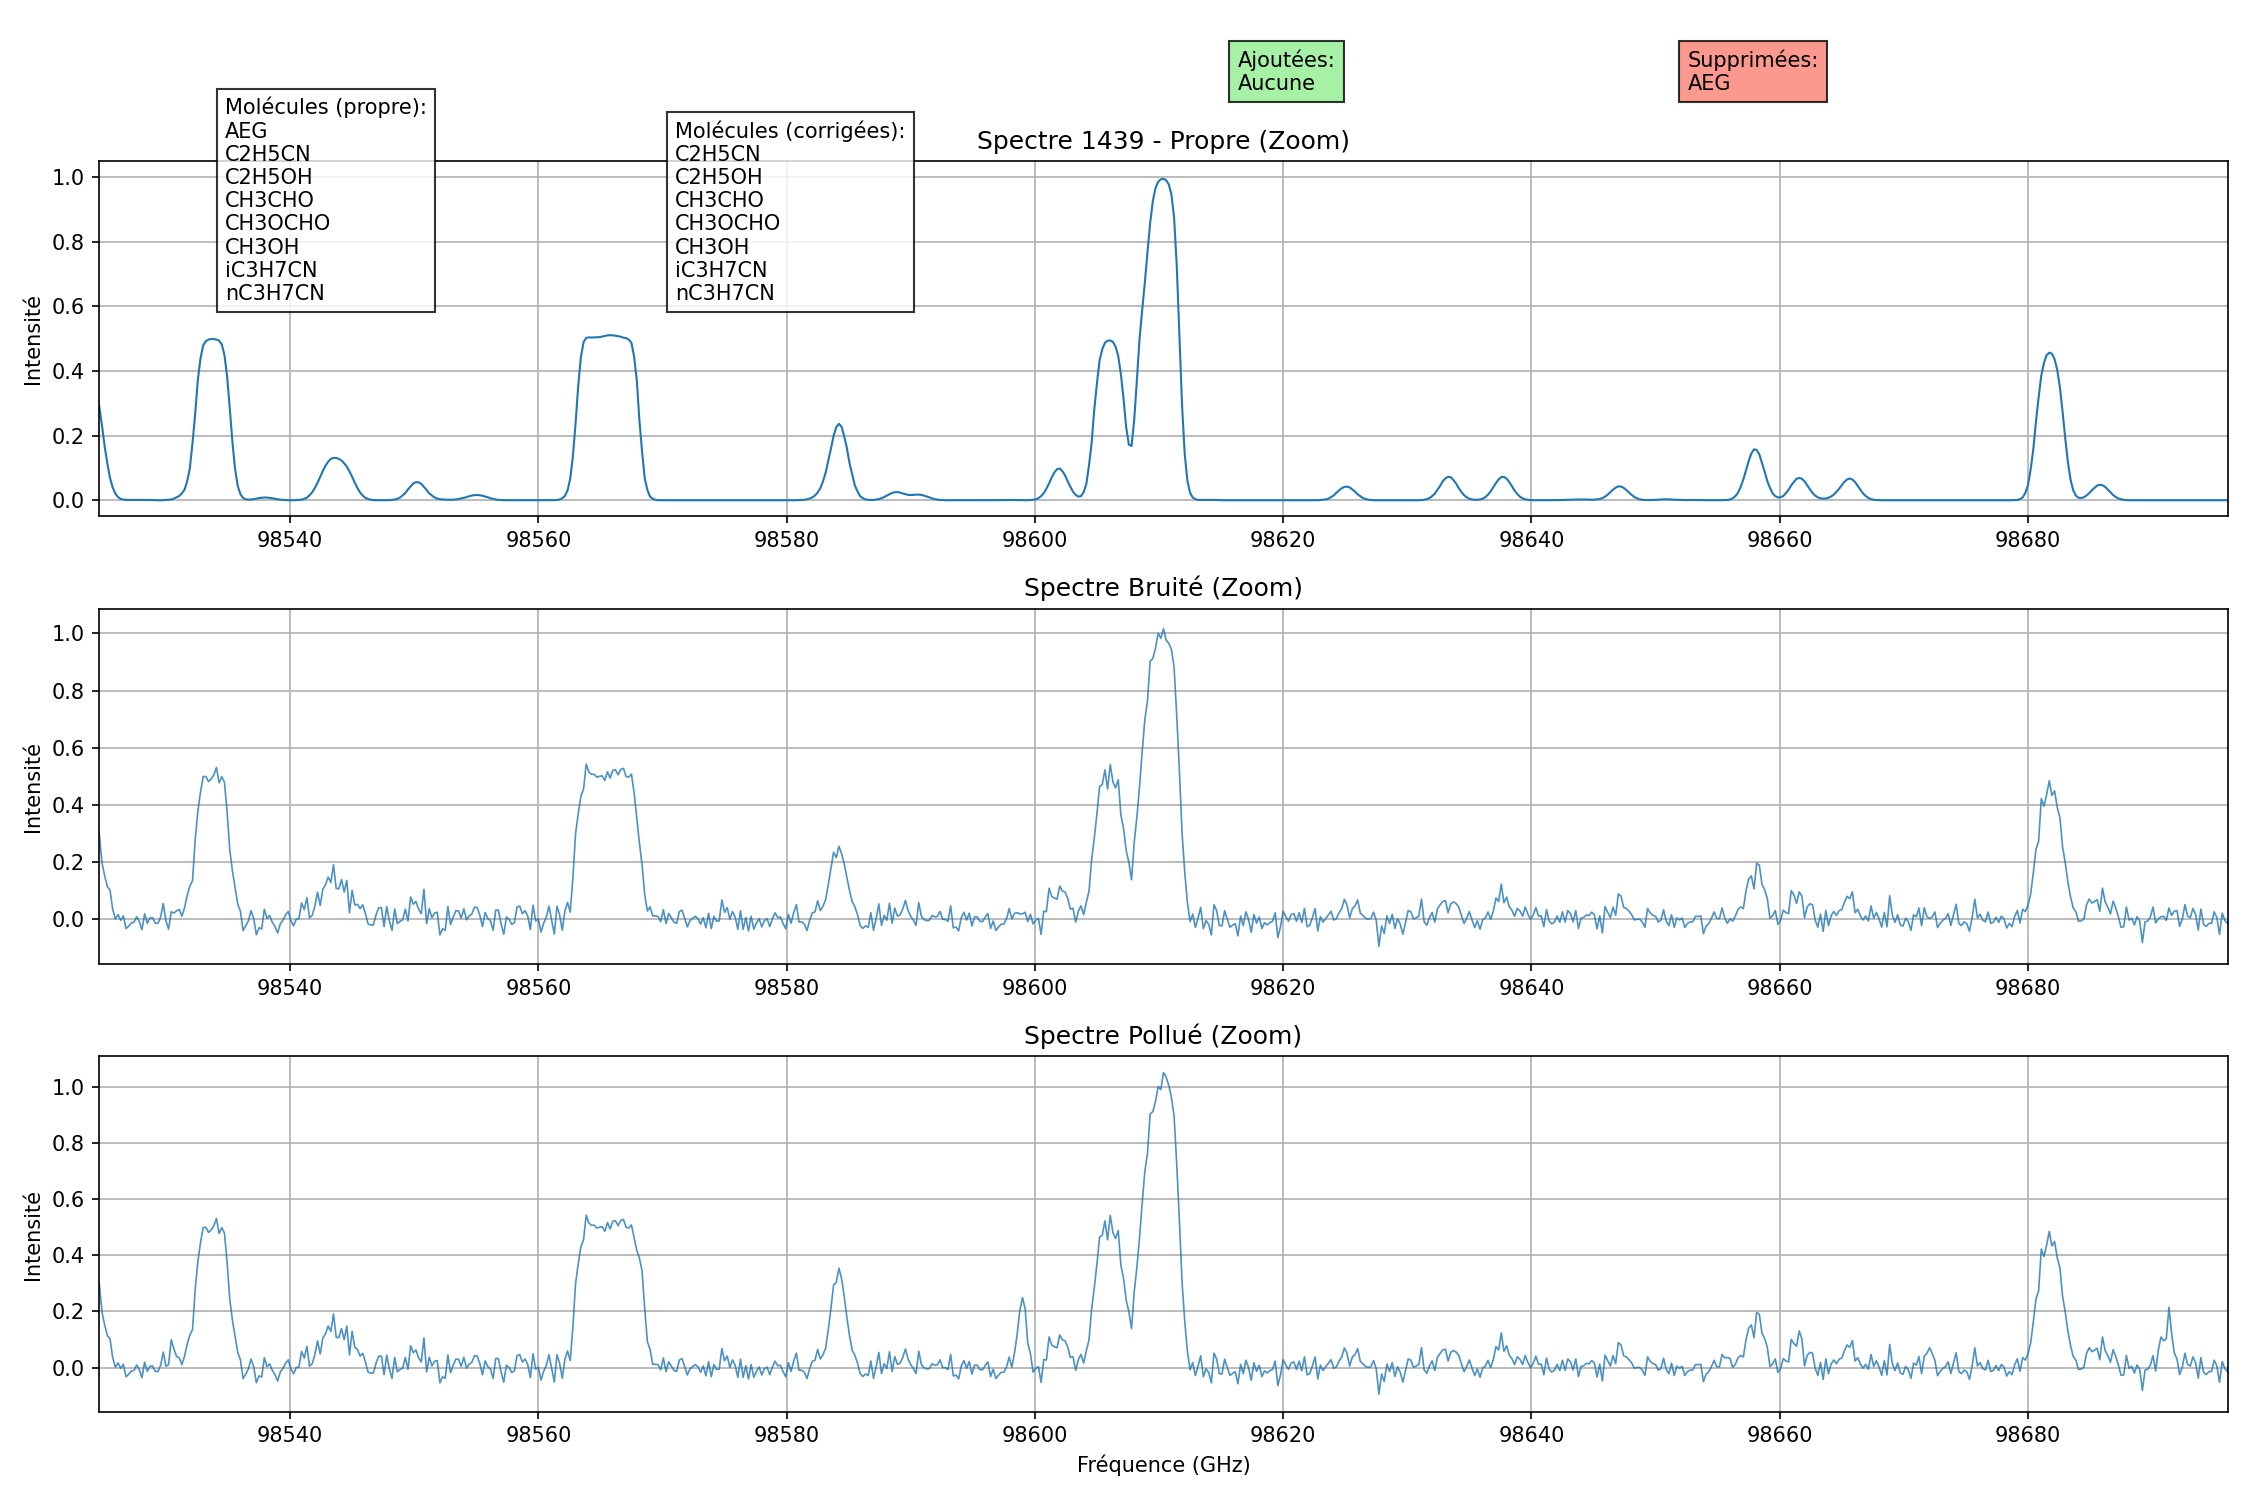 Ajoutées:
Aucune
Supprimées:
AEG
Molécules (propre):
AEG
C2H5CN
C2H5OH
CH3CHO
CH3OCHO
CH3OH
iC3H7CN
nC3H7CN
Molécules (corrigées):
C2H5CN
C2H5OH
CH3CHO
CH3OCHO
CH3OH
iC3H7CN
nC3H7CN
Spectre 1439 - Propre (Zoom)
Intensité
1.0
0.8
0.6
0.4
0.2
0.0
98540 98560 98580 98600 98620 98640 98660 98680
Spectre Bruité (Zoom)
Intensité
1.0
0.8
0.6
0.4
0.2
0.0
98540 98560 98580 98600 98620 98640 98660 98680
Spectre Pollué (Zoom)
Intensité
1.0
0.8
0.6
0.4
0.2
0.0
98540 98560 98580 98600 98620 98640 98660 98680
Fréquence (GHz)